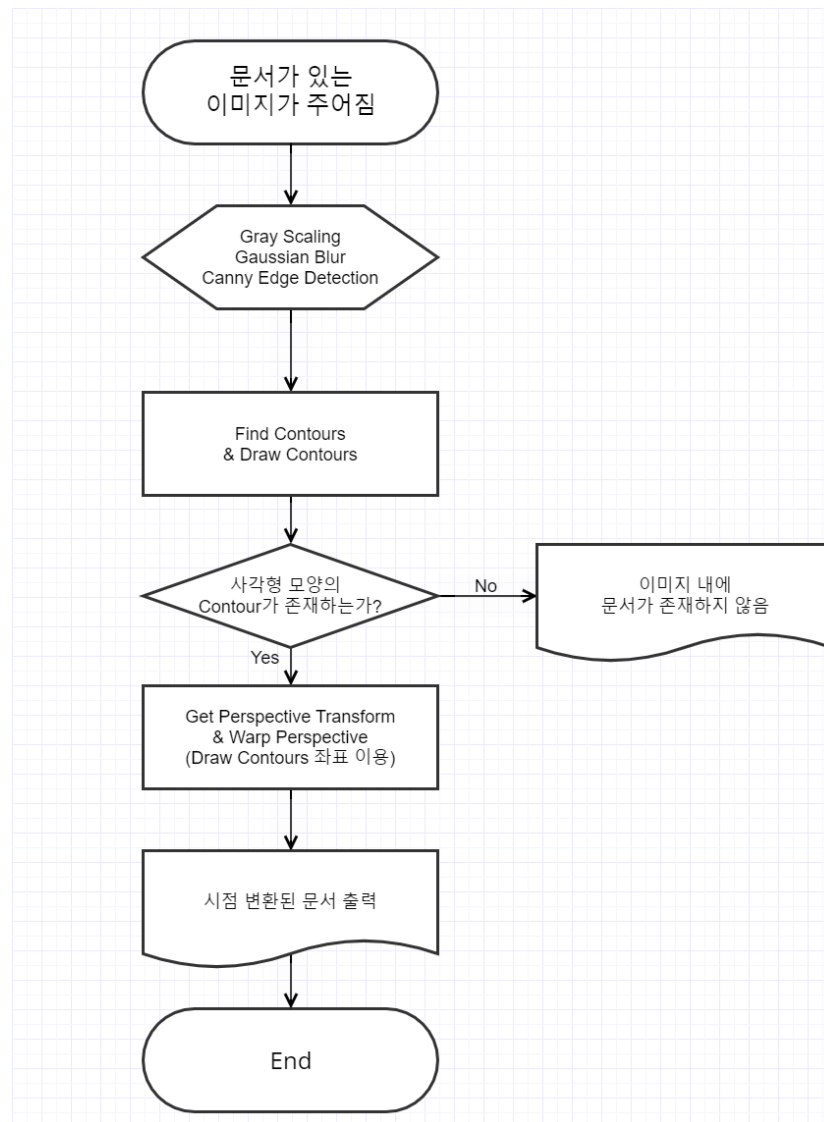 문서가 있는
이미지가 주어짐
Gray Scaling
Gaussian Blur
Canny Edge Detection
Find Contours
& Draw Contours
사각형 모양의
Contour가 존재하는가?
No
이미지 내에
문서가 존재하지 않음
Yes
Get Perspective Transform
& Warp Perspective
(Draw Contours 좌표 이용)
시점 변환된 문서 출력
End